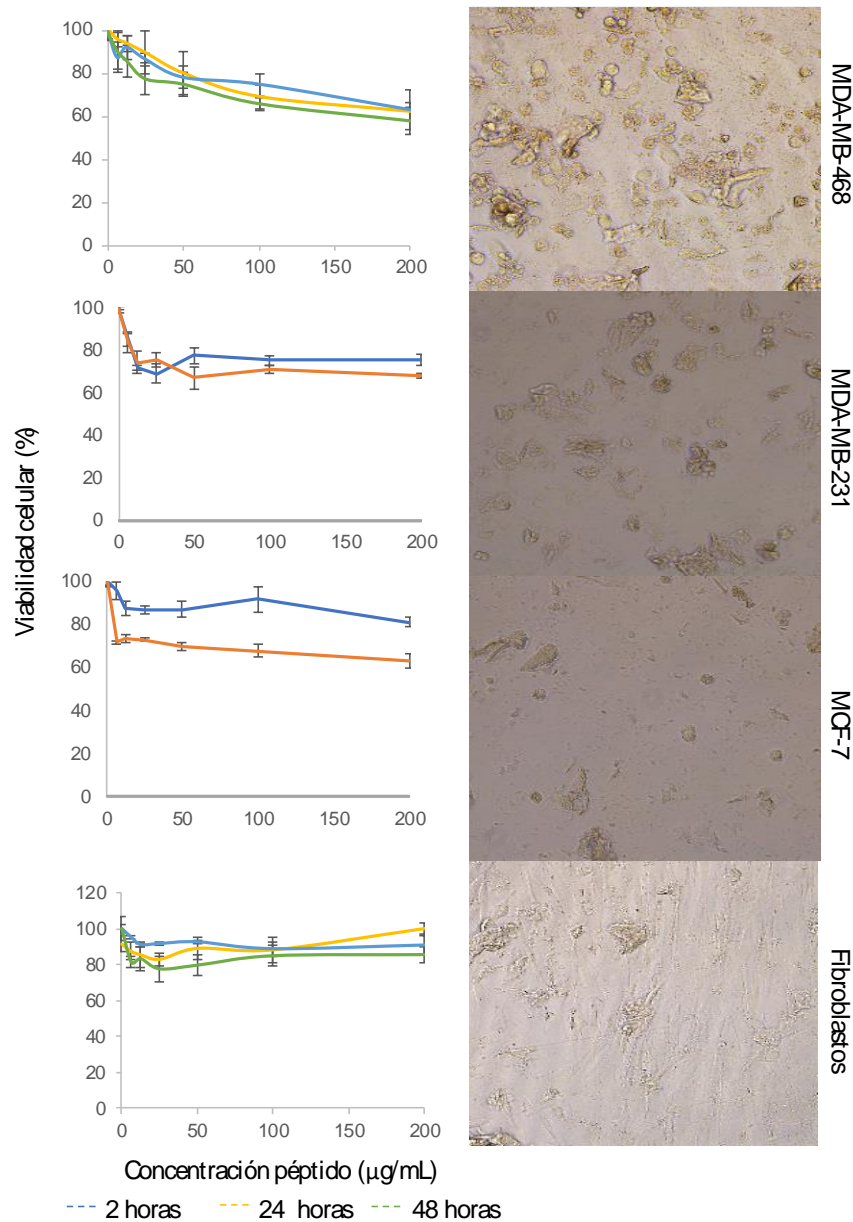 100
80
60
40
20
0
0 50 100 150 200
MDA-MB-468
100
80
60
40
20
0
0 50 100 150 200
MDA-MB-231
Viabilidad celular (%)
100
80
60
40
20
0
0 50 100 150 200
MCF-7
120
100
80
60
40
20
0
0 50 100 150 200
Fibroblastos
Concentración péptido (μg/mL)
2 horas 24 horas 48 horas